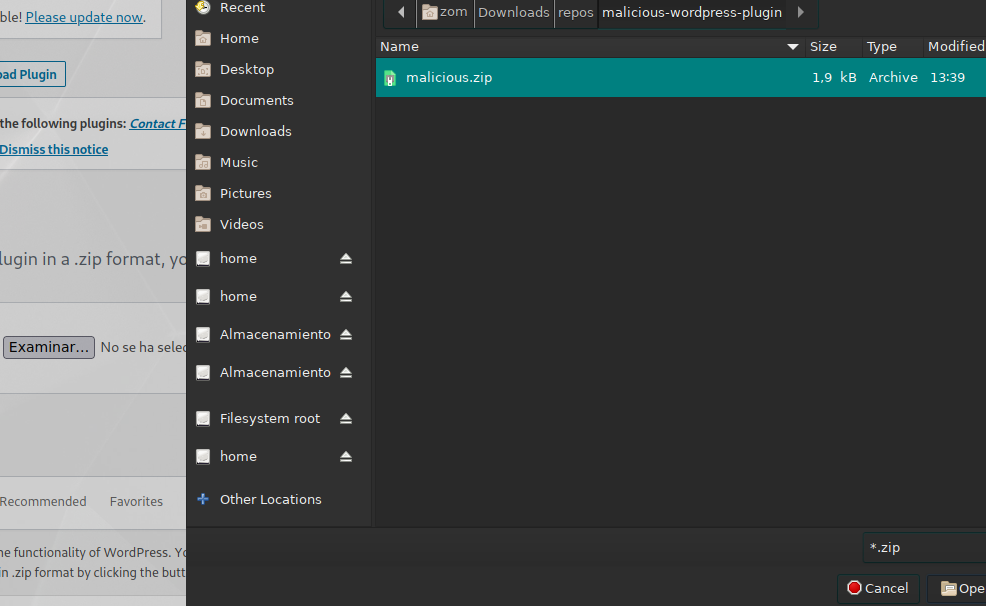 ble! Please update now.
oad Plugin
the following plugins: Contact F
Dismiss this notice
lugin in a .zip format, yo
Examinar... No se ha selec
Recommended Favorites
he functionality of WordPress. Yo
in .zip format by clicking the butt
Recent
Home
Desktop
Documents
Downloads
Music
Pictures
Videos
home
home
Almacenamiento
Almacenamiento
Filesystem root
home
Other Locations
zom Downloads repos malicious-wordpress-plugin
Name Size Type Modified
malicious.zip 1,9 kB Archive 13:39
*.zip
Cancel Ope